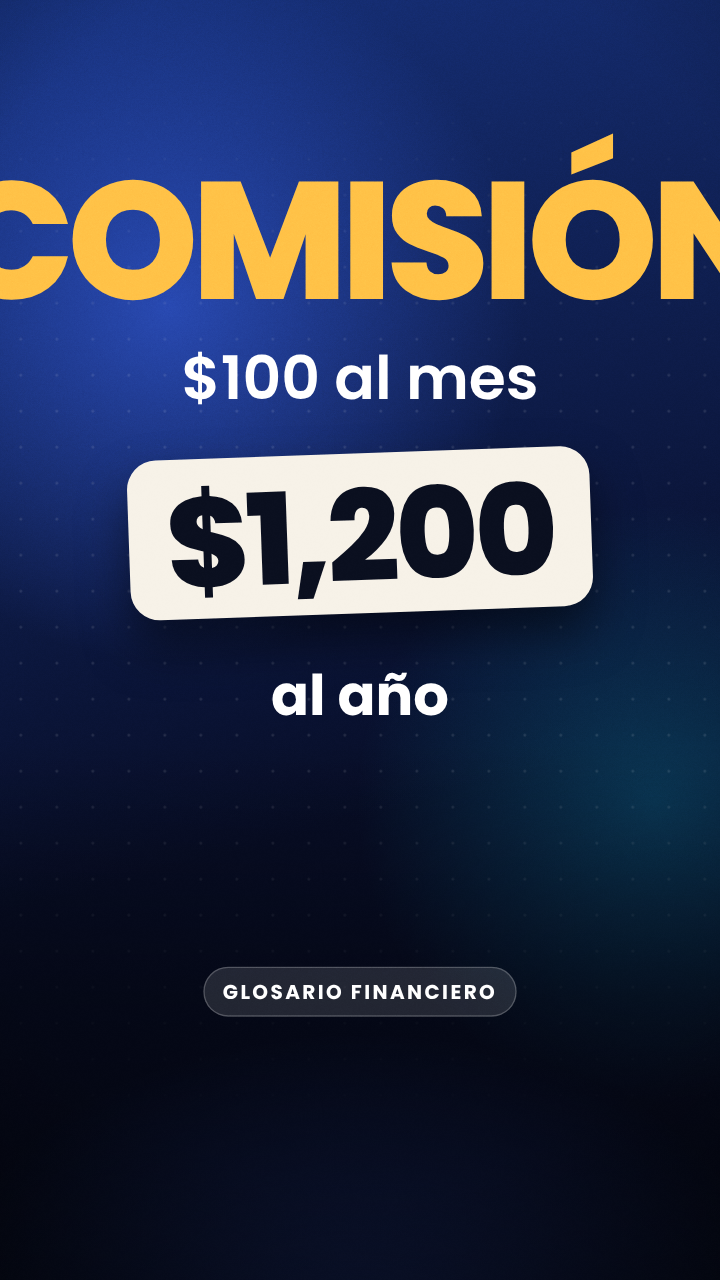 COMISIÓN
$100 al mes
$1,200
al año
GLOSARIO FINANCIERO